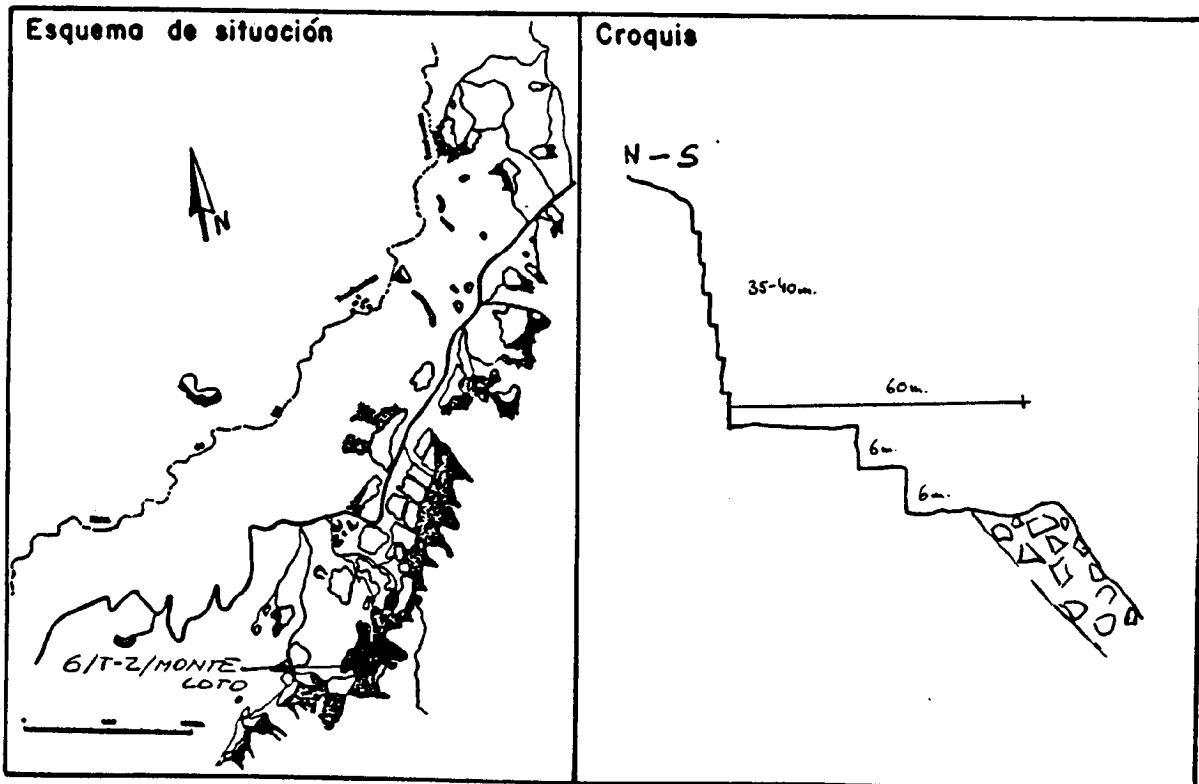 Esquema de situación
N
6/T-2/MONTE
COTO
Croquis
N-S
35-40m.
60m.
6m.
6m.